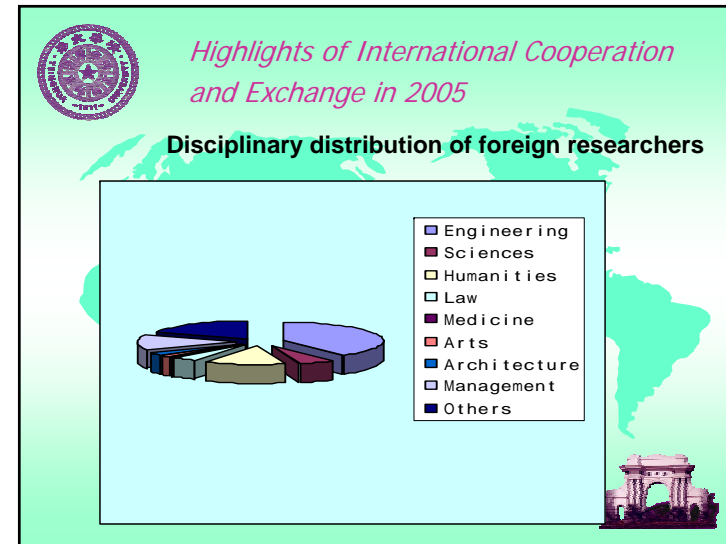 Highlights of International Cooperation
and Exchange in 2005
Disciplinary distribution of foreign researchers
Engineering
Sciences
Humanities
Law
Medicine
Arts
Architecture
Management
Others